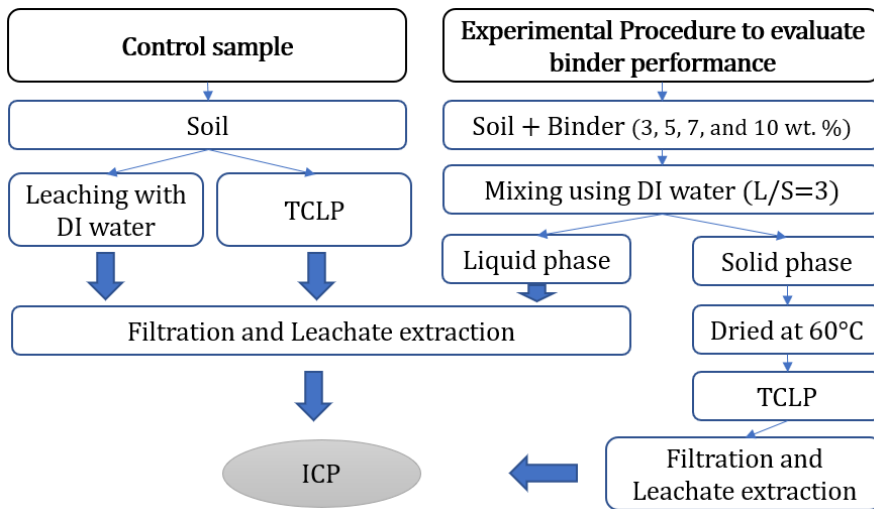 Control sample
Experimental Procedure to evaluate
binder performance
Soil
Soil + Binder (3, 5, 7, and 10 wt. %)
Leaching with
DI water
TCLP
Mixing using DI water (L/S=3)
Liquid phase
Solid phase
Filtration and Leachate extraction
Dried at 60°C
TCLP
ICP
Filtration and
Leachate extraction